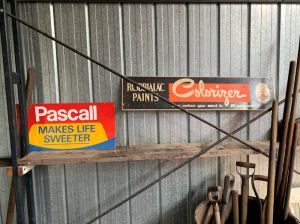 Pascall
MAKES LIFE
SWEETER
ROBBIALAC
PAINTS
Colorizer